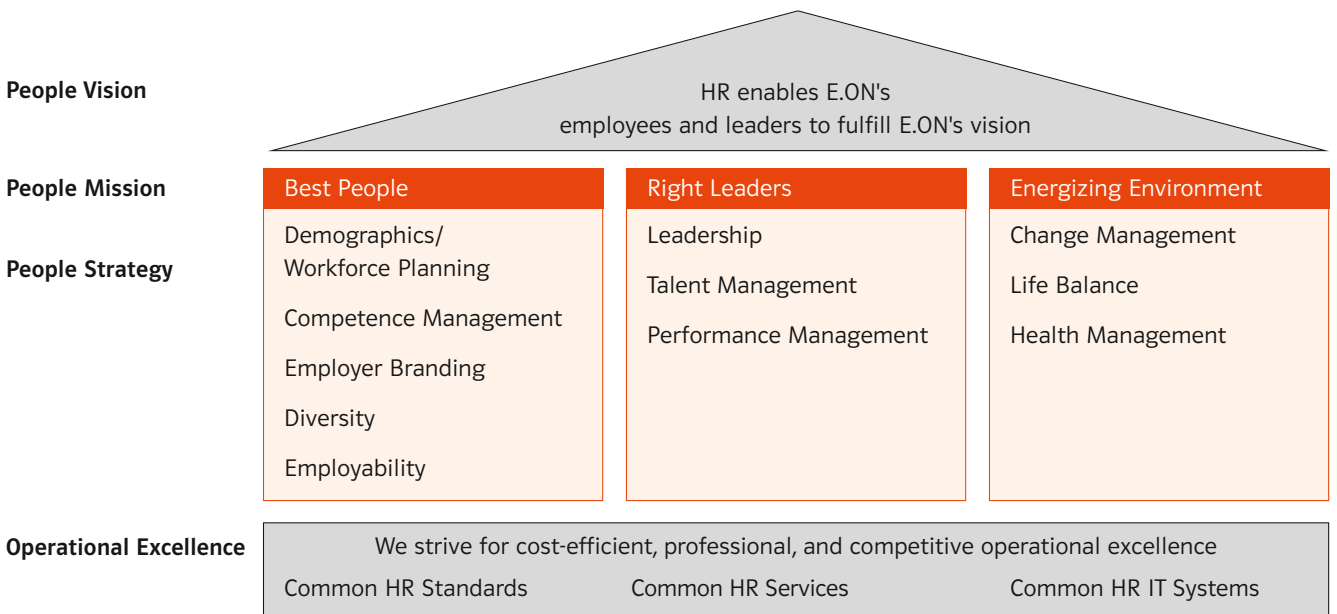 People Vision
HR enables E.ON's
employees and leaders to fulfill E.ON's vision
People Mission
Best People
Right Leaders
Energizing Environment
People Strategy
Demographics/
Workforce Planning
Competence Management
Employer Branding
Diversity
Employability
Leadership
Talent Management
Performance Management
Change Management
Life Balance
Health Management
Operational Excellence
We strive for cost-efficient, professional, and competitive operational excellence
Common HR Standards
Common HR Services
Common HR IT Systems